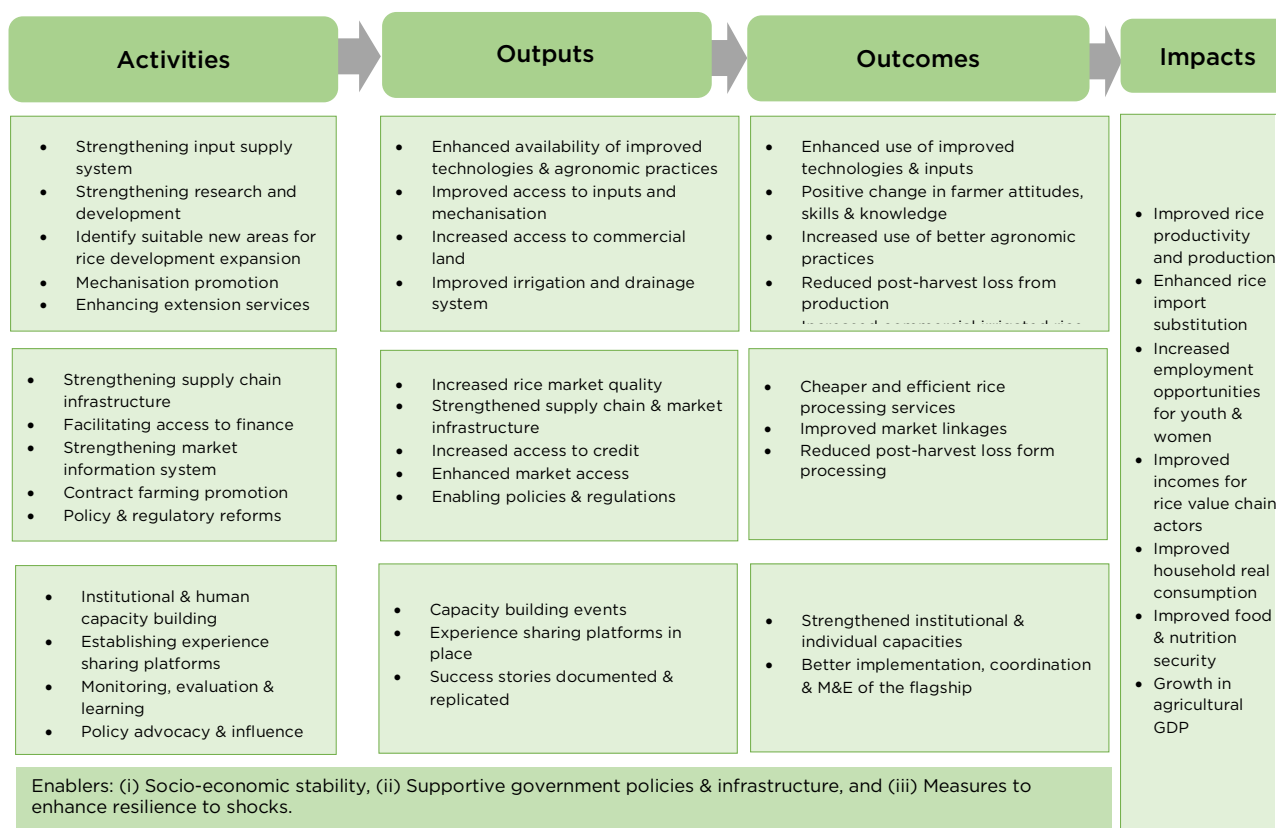 Activities
Outputs
Outcomes
Impacts
• Strengthening input supply
system
• Strengthening research and
development
• Identify suitable new areas for
rice development expansion
• Mechanisation promotion
• Enhancing extension services
• Enhanced availability of improved
technologies & agronomic practices
• Improved access to inputs and
mechanisation
• Increased access to commercial
land
• Improved irrigation and drainage
system
• Enhanced use of improved
technologies & inputs
• Positive change in farmer attitudes,
skills & knowledge
• Increased use of better agronomic
practices
• Reduced post-harvest loss from
production
• Strengthening supply chain
infrastructure
• Facilitating access to finance
• Strengthening market
information system
• Contract farming promotion
• Policy & regulatory reforms
• Increased rice market quality
• Strengthened supply chain & market
infrastructure
• Increased access to credit
• Enhanced market access
• Enabling policies & regulations
• Cheaper and efficient rice
processing services
• Improved market linkages
• Reduced post-harvest loss form
processing
• Institutional & human
capacity building
• Establishing experience
sharing platforms
• Monitoring, evaluation &
learning
• Policy advocacy & influence
• Capacity building events
• Experience sharing platforms in
place
• Success stories documented &
replicated
• Strengthened institutional &
individual capacities
• Better implementation, coordination
& M&E of the flagship
• Improved rice
productivity
and production
• Enhanced rice
import
substitution
• Increased
employment
opportunities
for youth &
women
• Improved
incomes for
rice value chain
actors
• Improved
household real
consumption
• Improved food
& nutrition
security
• Growth in
agricultural
GDP
Enablers: (i) Socio-economic stability, (ii) Supportive government policies & infrastructure, and (iii) Measures to
enhance resilience to shocks.